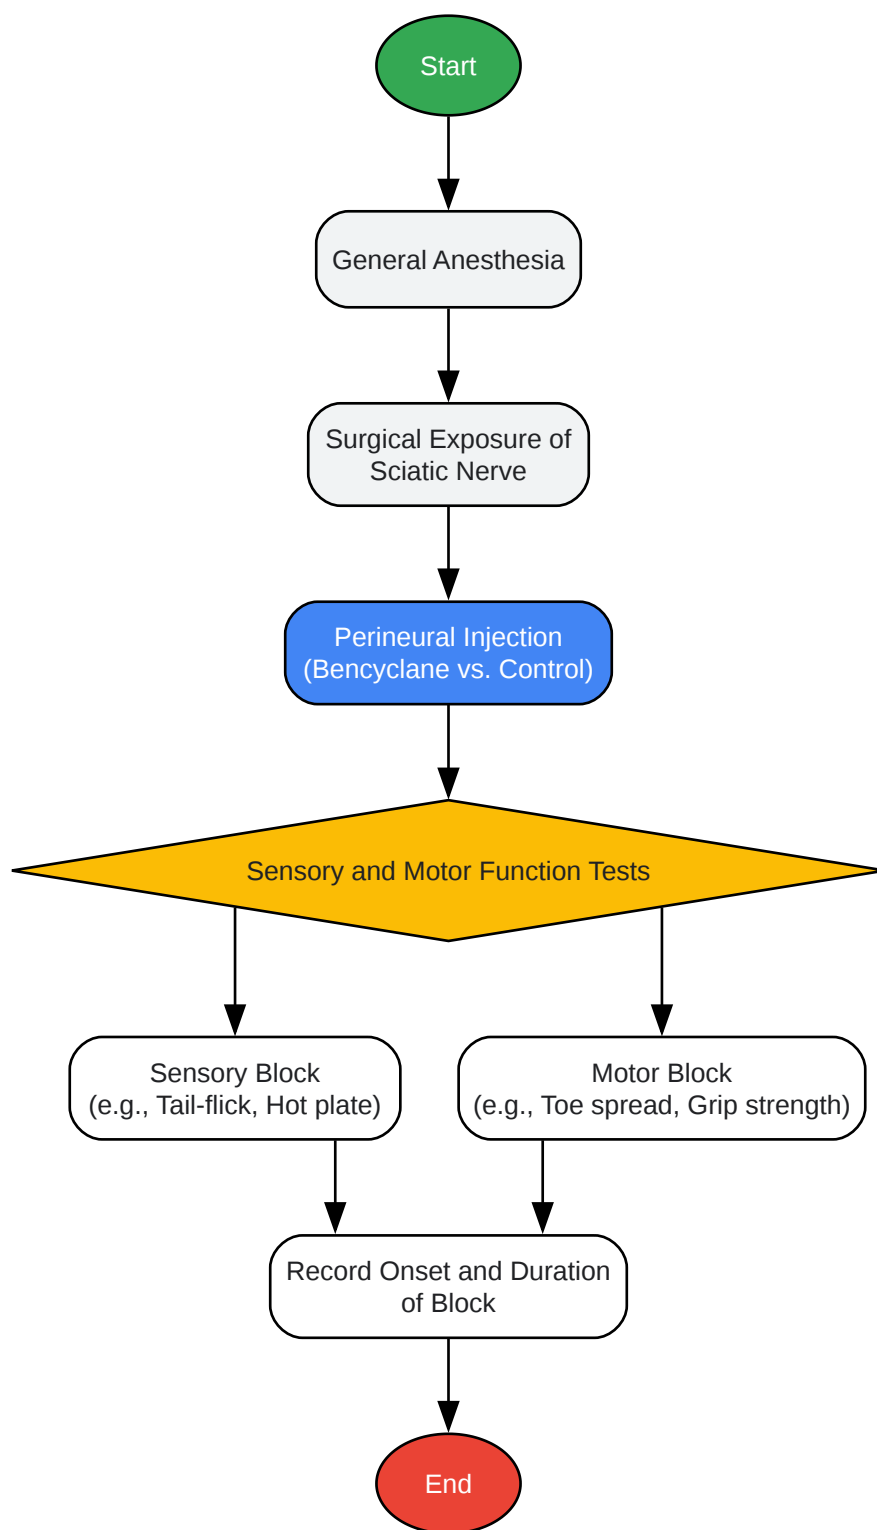 Start
General Anesthesia
Surgical Exposure of
Sciatic Nerve
Perineural Injection
(Bencyclane vs. Control)
Sensory and Motor Function Tests
Sensory Block
(e.g., Tail-flick, Hot plate)
Motor Block
(e.g., Toe spread, Grip strength)
Record Onset and Duration
of Block
End